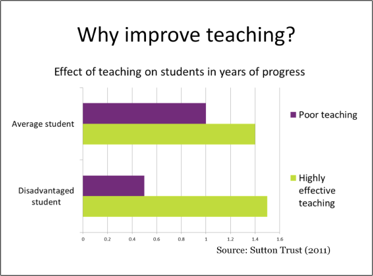 Why improve teaching?
Effect of teaching on students in years of progress
Average student
Poor teaching
Disadvantaged
student
Highly
effective
teaching
0 0.2 0.4 0.6 0.8 1 1.2 1.4 1.6
Source: Sutton Trust (2011)